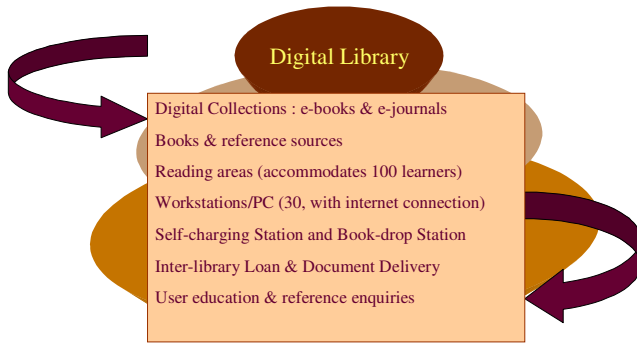 Digital Library
Digital Collections : e-books & e-journals
Books & reference sources
Reading areas (accommodates 100 learners)
Workstations/PC (30, with internet connection)
Self-charging Station and Book-drop Station
Inter-library Loan & Document Delivery
User education & reference enquiries